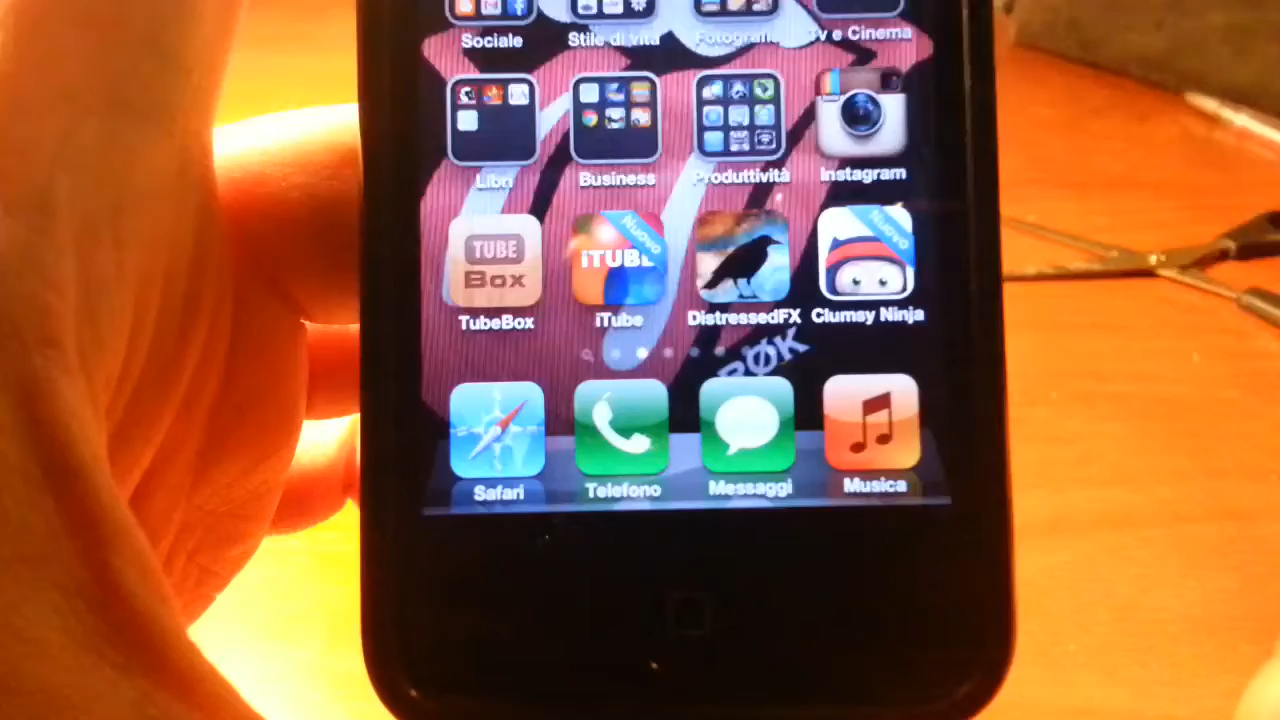 Sociale Stile di vita Fotografia Tv e Cinema
Libri Business Produttività Instagram
TUBE
Box
Nuovo
iTUBE
Nuovo
TubeBox iTube DistressedFX Clumsy Ninja
Safari Telefono Messaggi Musica